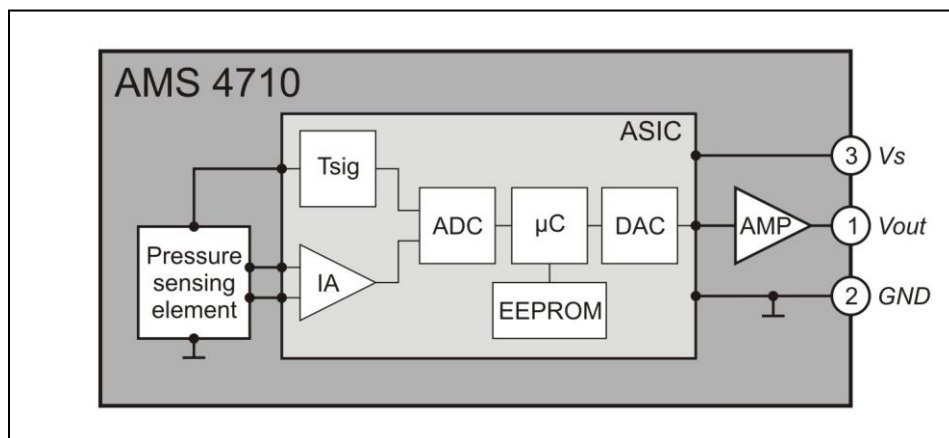 AMS 4710
ASIC
Tsig
3 Vs
ADC
µC
DAC
AMP
1 Vout
Pressure
sensing
element
IA
EEPROM
2 GND